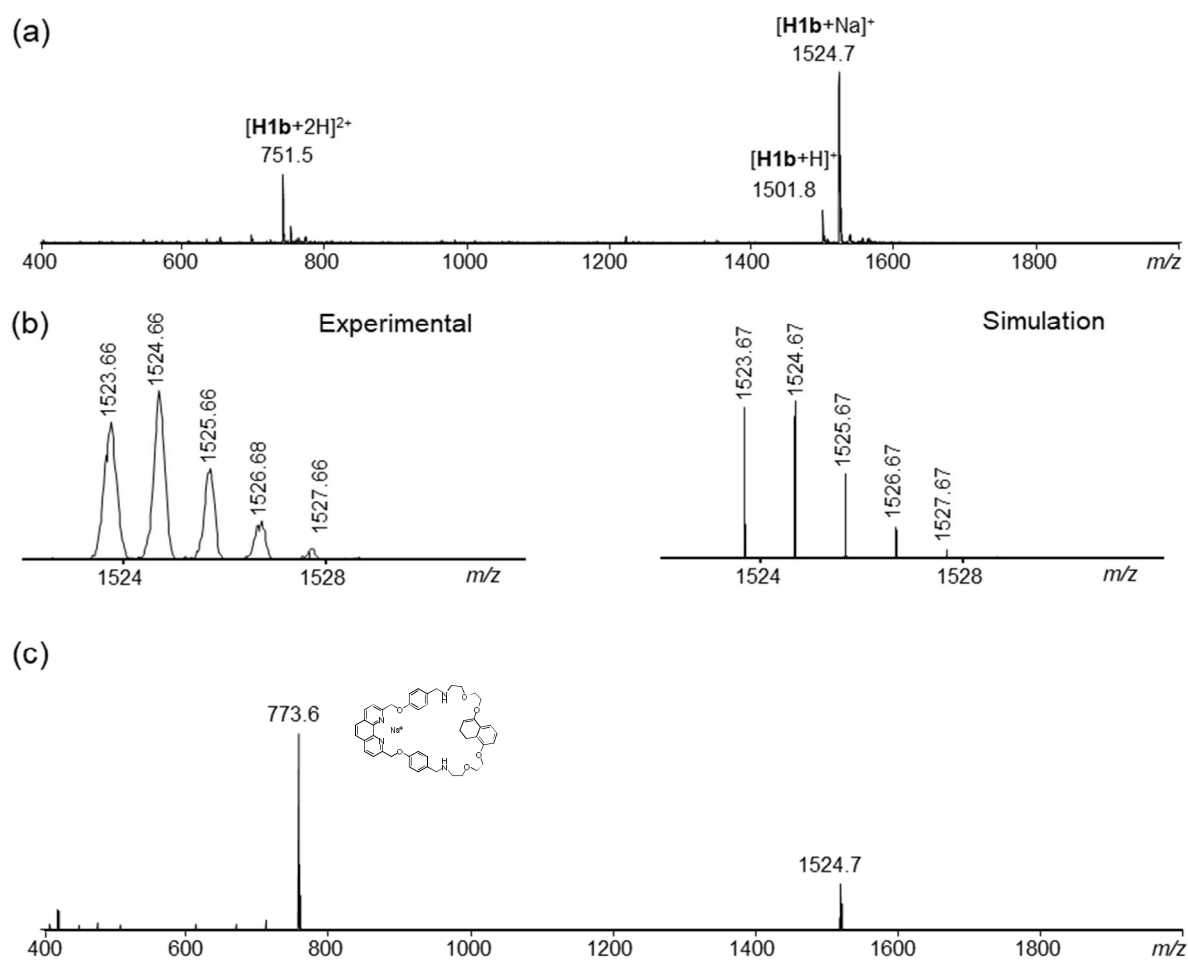 (a)
[H1b+Na]⁺
1524.7
[H1b+2H]²⁺
751.5
[H1b+H]⁺
1501.8
400 600 800 1000 1200 1400 1600 1800 m/z
(b) Experimental Simulation
1523.66 1524.66 1525.66 1526.68 1527.66
1523.67 1524.67 1525.67 1526.67 1527.67
1524 1528 m/z 1524 1528 m/z
(c)
773.6
O N H O
N Na⁺ O
N O
O N H O
1524.7
400 600 800 1000 1200 1400 1600 1800 m/z